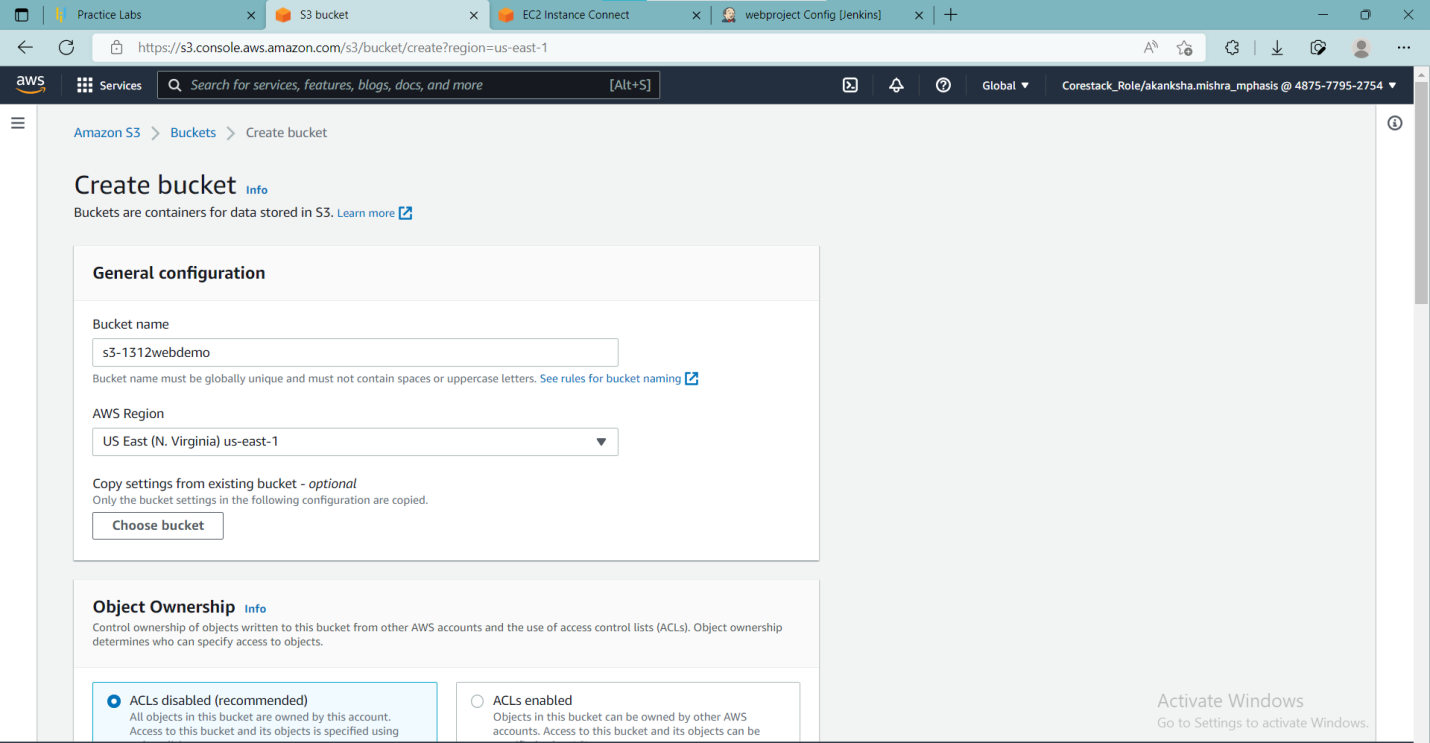 Practice Labs
S3 bucket
EC2 Instance Connect
webproject Config [Jenkins]
https://s3.console.aws.amazon.com/s3/bucket/create?region=us-east-1
aws
Services
Search for services, features, blogs, docs, and more
[Alt+S]
Global
Corestack_Role/akanksha.mishra_mphasis @ 4875-7795-2754
Amazon S3 > Buckets > Create bucket
Create bucket Info
Buckets are containers for data stored in S3. Learn more
General configuration
Bucket name
s3-1312webdemo
Bucket name must be globally unique and must not contain spaces or uppercase letters. See rules for bucket naming
AWS Region
US East (N. Virginia) us-east-1
Copy settings from existing bucket - optional
Only the bucket settings in the following configuration are copied.
Choose bucket
Object Ownership Info
Control ownership of objects written to this bucket from other AWS accounts and the use of access control lists (ACLs). Object ownership
determines who can specify access to objects.
ACLs disabled (recommended)
All objects in this bucket are owned by this account.
Access to this bucket and its objects is specified using
ACLs enabled
Objects in this bucket can be owned by other AWS
accounts. Access to this bucket and its objects can be
Activate Windows
Go to Settings to activate Windows.